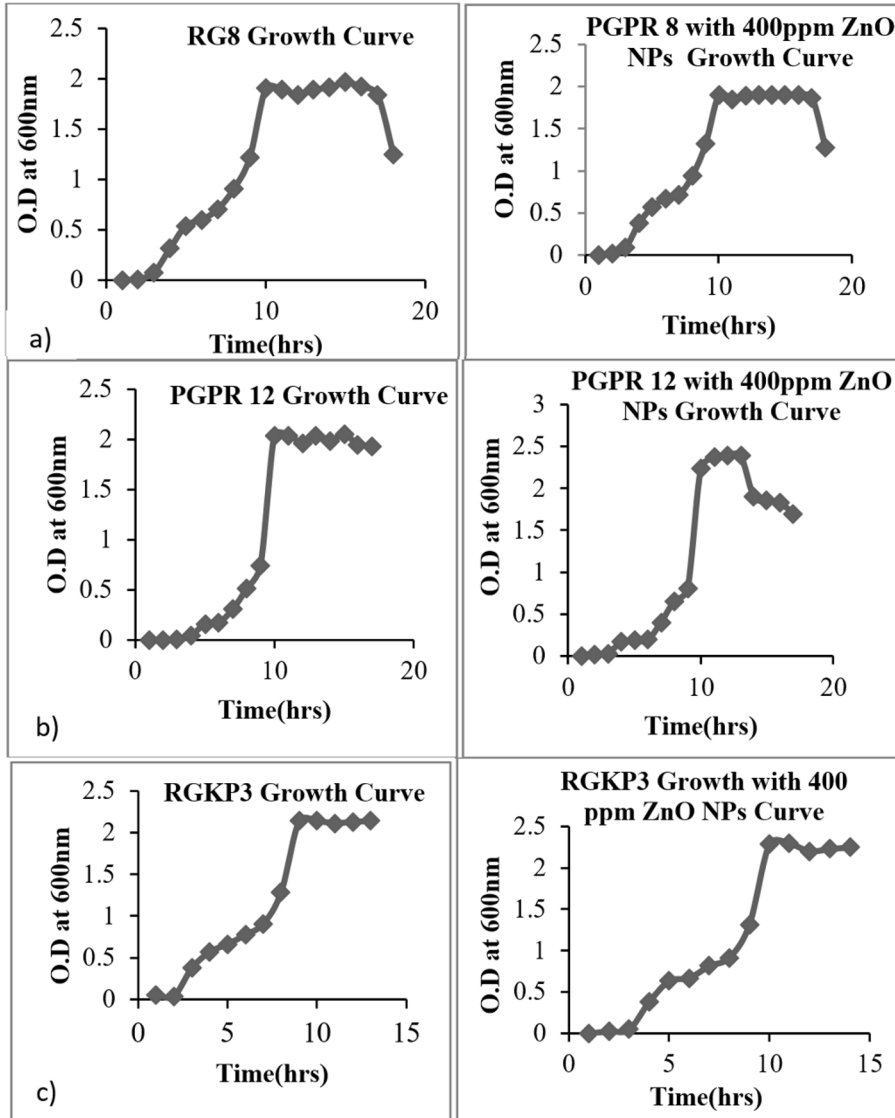 RG8 Growth Curve
O.D at 600nm
2.5
2
1.5
1
0.5
0
0 10 20
Time(hrs)
a)
PGPR 8 with 400ppm ZnO
NPs Growth Curve
O.D at 600nm
2.5
2
1.5
1
0.5
0
0 10 20
Time(hrs)
PGPR 12 Growth Curve
O.D at 600nm
2.5
2
1.5
1
0.5
0
0 10 20
Time(hrs)
b)
PGPR 12 with 400ppm ZnO
NPs Growth Curve
O.D at 600nm
3
2.5
2
1.5
1
0.5
0
0 10 20
Time(hrs)
RGKP3 Growth Curve
O.D at 600nm
2.5
2
1.5
1
0.5
0
0 5 10 15
Time(hrs)
c)
RGKP3 Growth with 400
ppm ZnO NPs Curve
O.D at 600nm
2.5
2
1.5
1
0.5
0
0 5 10 15
Time(hrs)